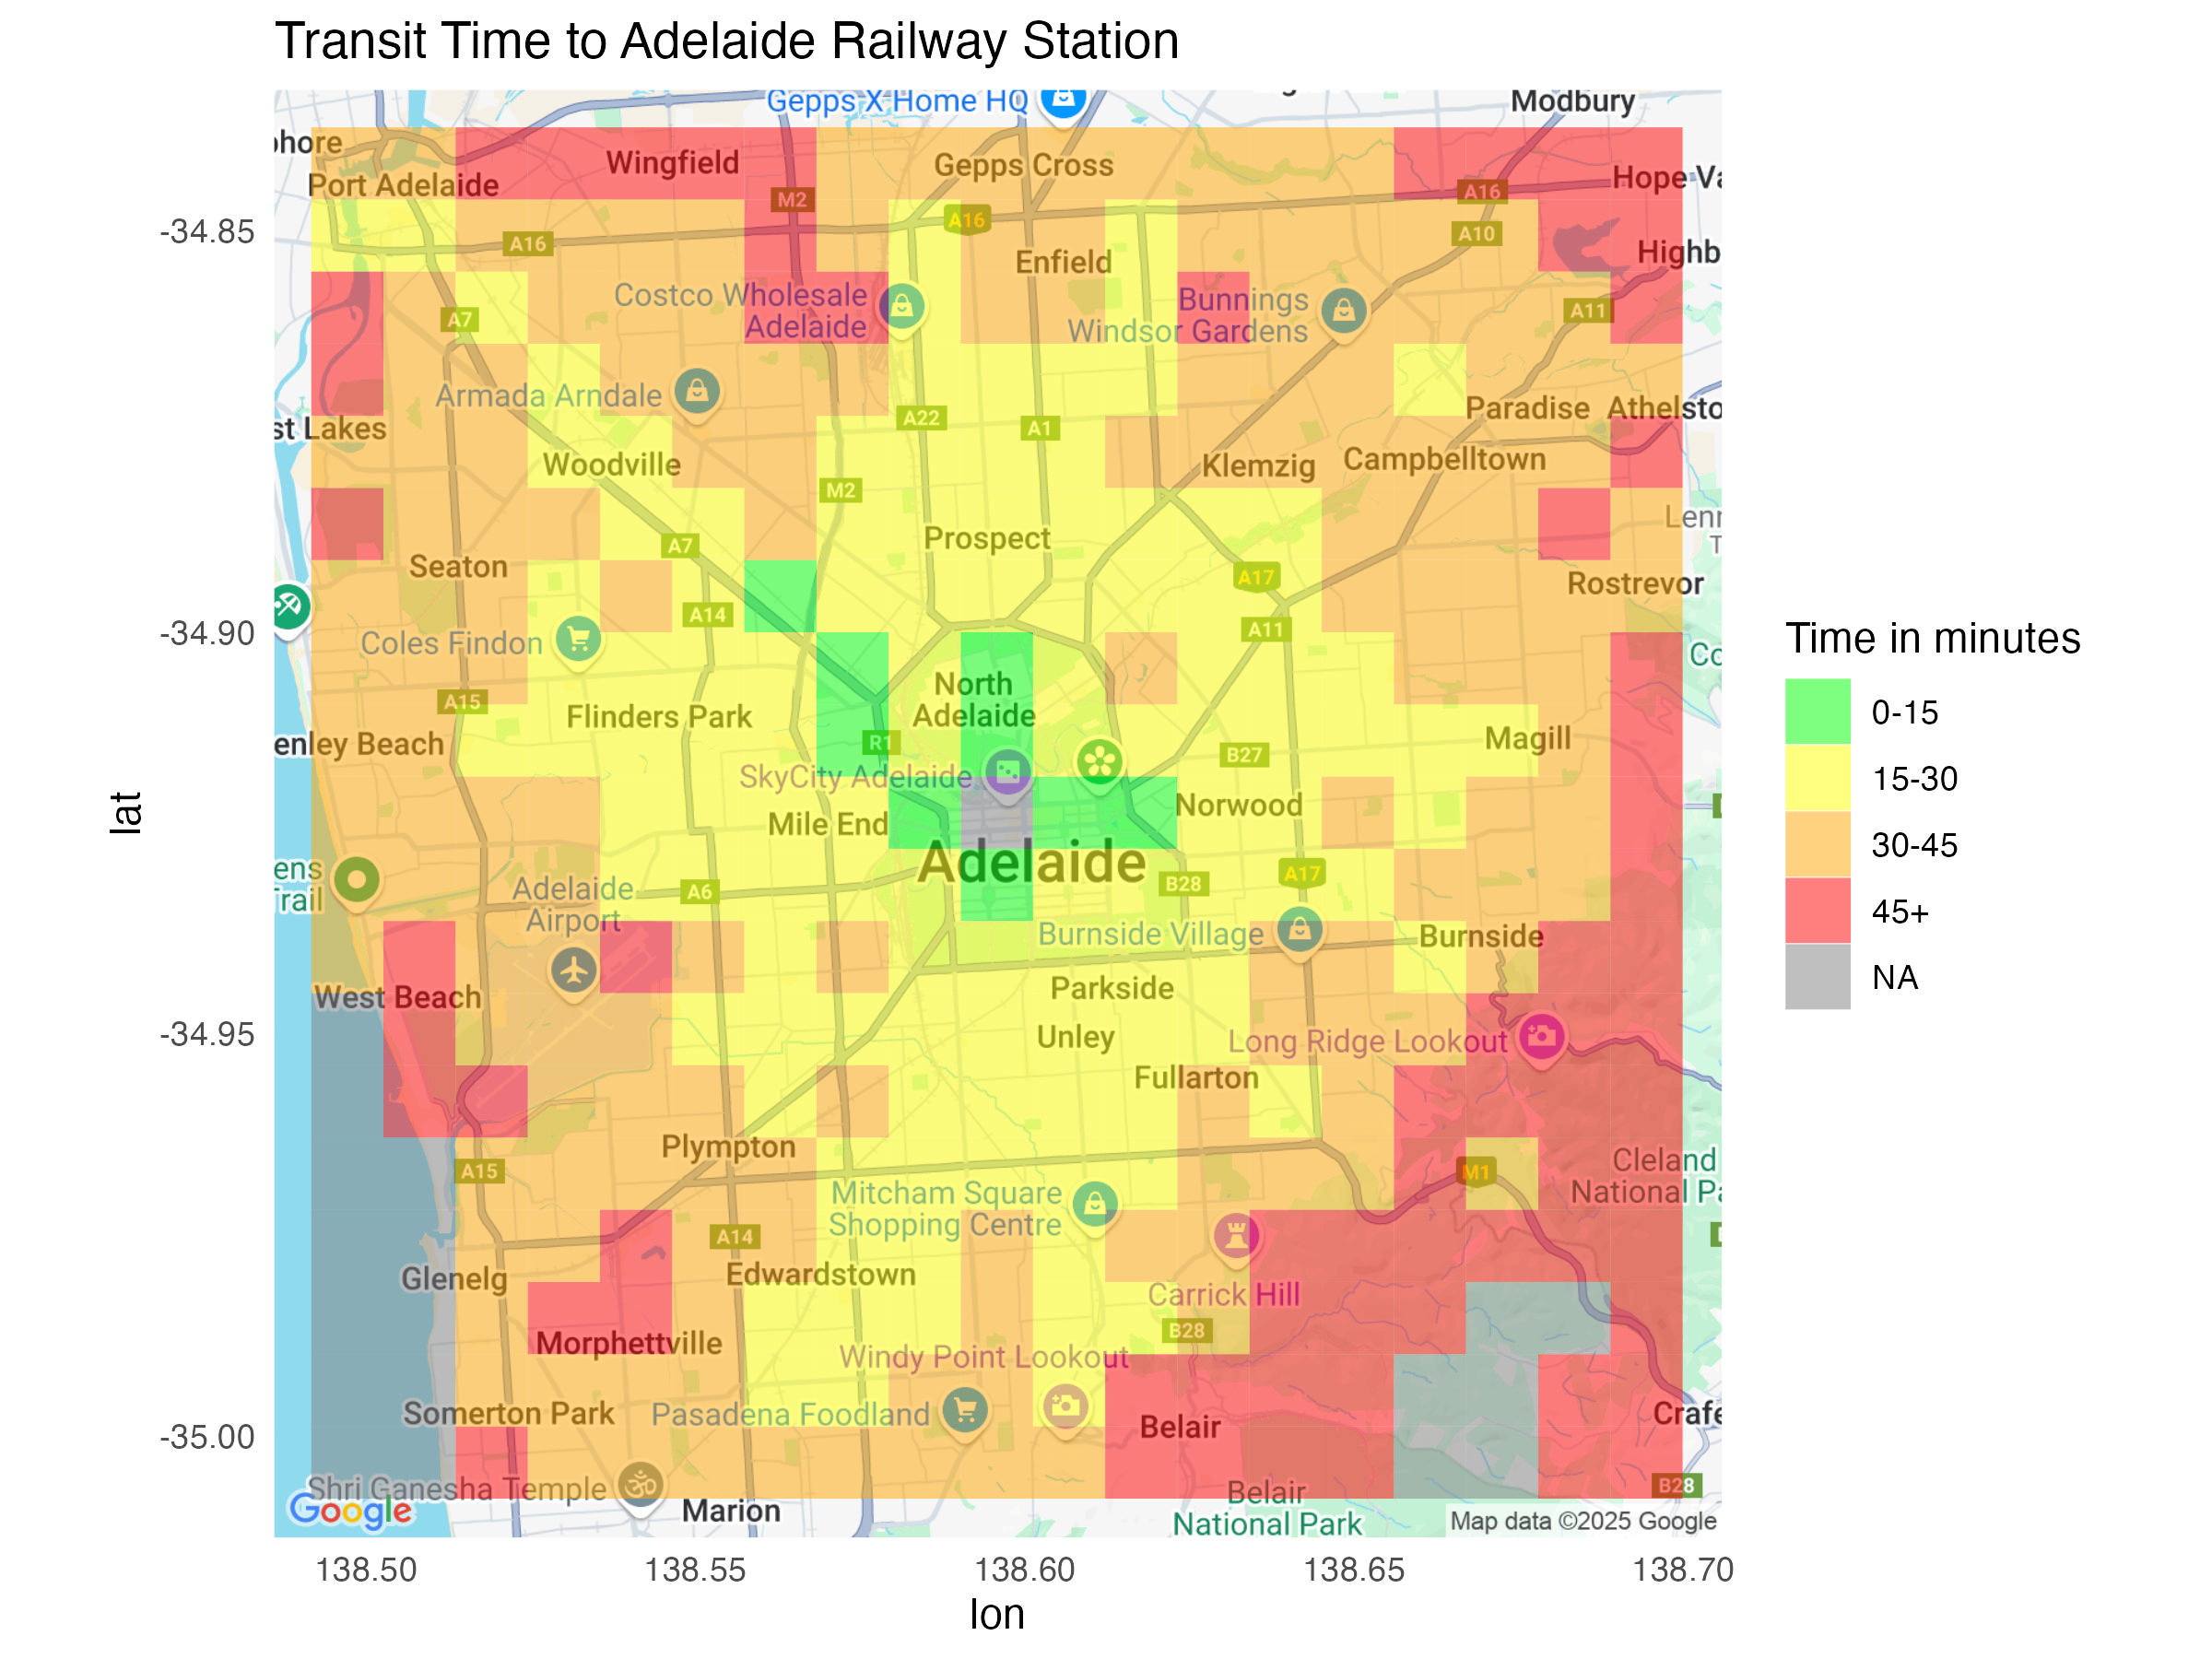 Transit Time to Adelaide Railway Station
Gepps X Home HQ
Modbury
phore
Wingfield
Gepps Cross
Port Adelaide
M2
A16
Hope Va
-34.85
A16
A16
A10
Enfield
Highb
Costco Wholesale
Adelaide
Bunnings
Windsor Gardens
A7
A11
Armada Arndale
A22
A1
Paradise
Athelsto
st Lakes
Woodville
Klemzig
Campbelltown
M2
Lenn
T
Prospect
A7
Seaton
A17
Rostrevor
A14
-34.90
Coles Findon
A11
Co
North
Adelaide
A15
Flinders Park
R1
enley Beach
B27
Magill
SkyCity Adelaide
Mile End
Norwood
lat
Adelaide
ens
Trail
Adelaide
Airport
A6
B28
A17
Burnside Village
Burnside
West Beach
Parkside
-34.95
Unley
Long Ridge Lookout
Fullarton
Plympton
A15
M1
Cleland
National Pa
Mitcham Square
Shopping Centre
A14
Glenelg
Edwardstown
Carrick Hill
B28
Morphettville
Windy Point Lookout
Somerton Park
Pasadena Foodland
Belair
Crafe
-35.00
Shri Ganesha Temple
B28
Belair
National Park
Google
Marion
Map data ©2025 Google
138.50
138.55
138.60
138.65
138.70
lon
Time in minutes
0-15
15-30
30-45
45+
NA